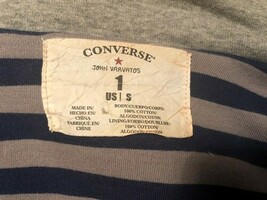 CONVERSE®
★
JOHN VARVATOS
1
US | S
MADE IN: BODY/CUERPO/CORPS:
HECHO EN: 100% COTTON/
CHINA ALGODON/COTON
FABRIQUE EN: LINING/FORRO/DOUBLURE:
CHINE 100% COTTON/
ALGODON/COTON